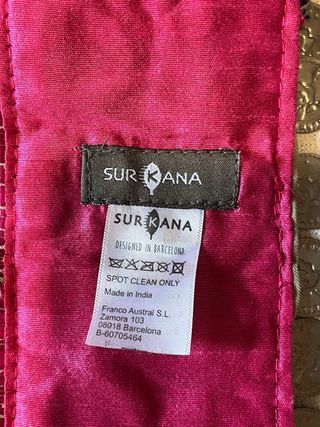 SURKANA
SURKANA
DESIGNED IN BARCELONA
SPOT CLEAN ONLY
Made in India
Franco Austral S.L.
Zamora 103
08018 Barcelona
B-60705464